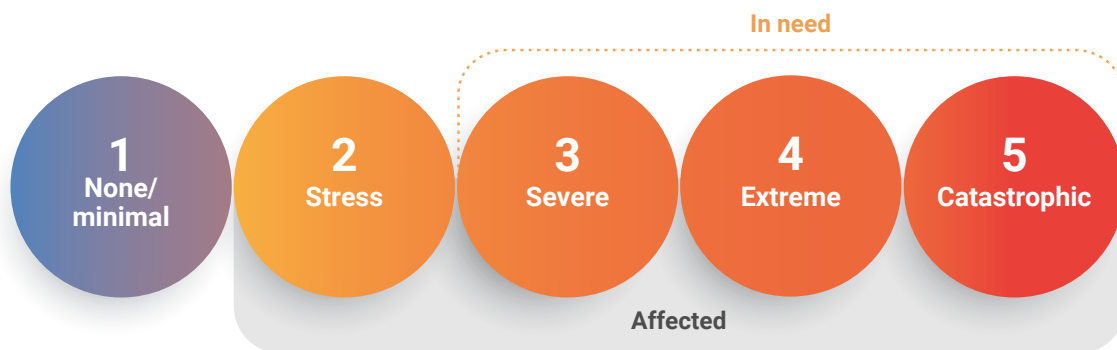 In need
1
None/
minimal
2
Stress
3
Severe
4
Extreme
5
Catastrophic
Affected